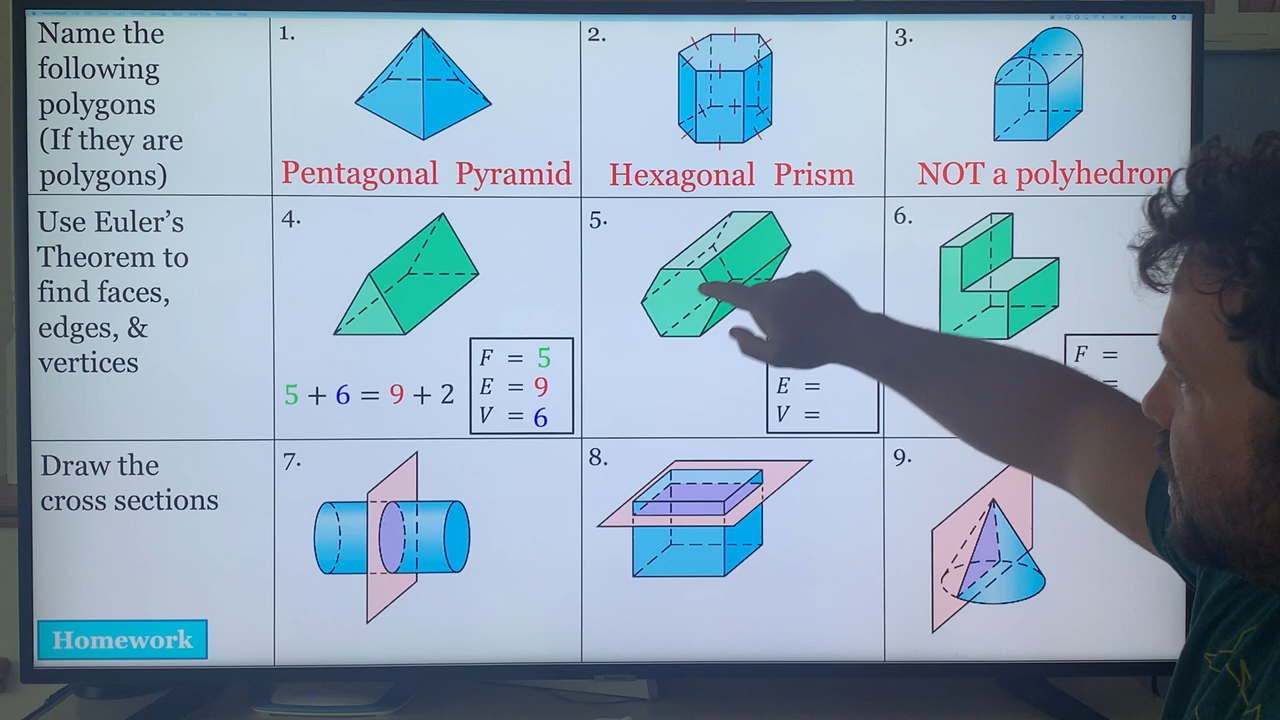 Name the
following
polygons
(If they are
polygons)
1.
Pentagonal Pyramid
2.
Hexagonal Prism
3.
NOT a polyhedron
Use Euler's
Theorem to
find faces,
edges, &
vertices
4.
5 + 6 = 9 + 2
F = 5
E = 9
V = 6
5.
E =
V =
6.
F =
=
Draw the
cross sections
7.
8.
9.
Homework